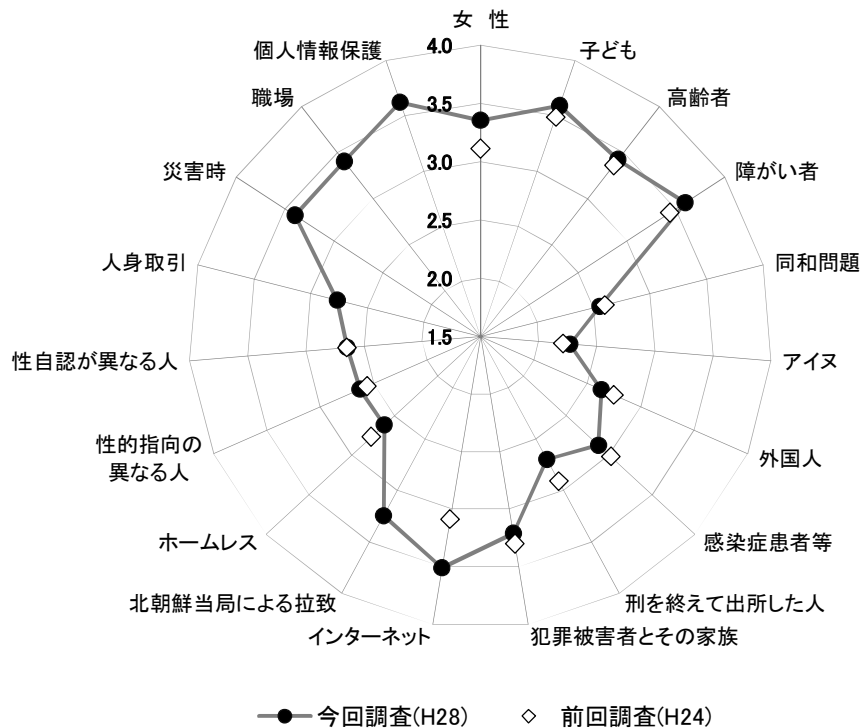 女 性
子ども
高齢者
障がい者
同和問題
アイヌ
外国人
感染症患者等
刑を終えて出所した人
犯罪被害者とその家族
インターネット
北朝鮮当局による拉致
ホームレス
性的指向の
異なる人
性自認が異なる人
人身取引
災害時
職場
個人情報保護
4.0
3.5
3.0
2.5
2.0
1.5
今回調査(H28)
前回調査(H24)